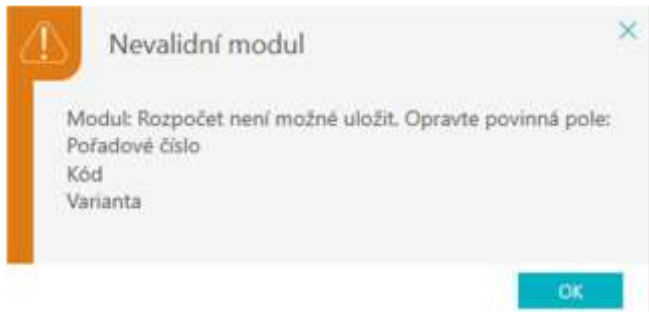 Nevalidní modul
Modul: Rozpočet není možné uložit. Opravte povinná pole:
Pořadové číslo
Kód
Varianta
OK